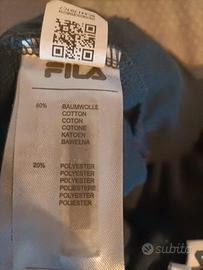 FILA
80% BAUMWOLLE
COTTON
COTON
COTONE
KATOEN
BAWEŁNA
20% POLYESTER
POLYESTER
POLYESTER
POLIESTERE
POLYESTER
POLIESTER
subito